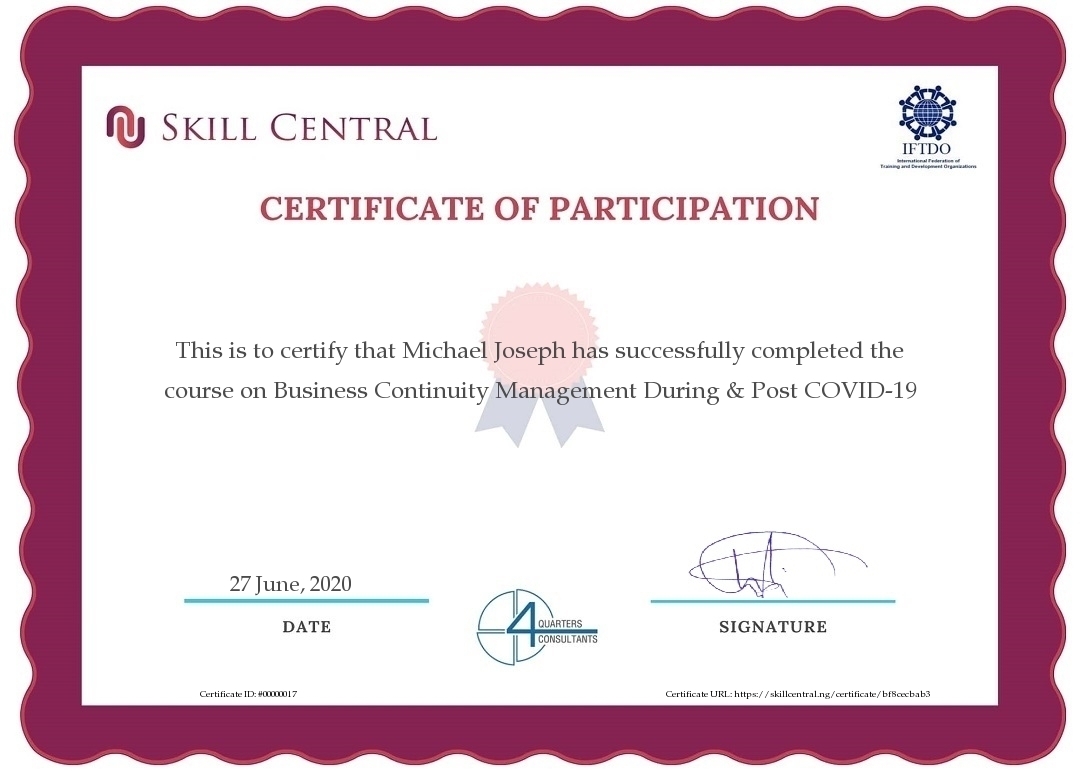 SKILL CENTRAL
IFTDO
International Federation of
Training and Development Organizations
CERTIFICATE OF PARTICIPATION
This is to certify that Michael Joseph has successfully completed the
course on Business Continuity Management During & Post COVID-19
27 June, 2020
DATE
4 QUARTERS
CONSULTANTS
SIGNATURE
Certificate ID: #0000017
Certificate URL: https://skillcentral.ng/certificate/bf8cecbab3